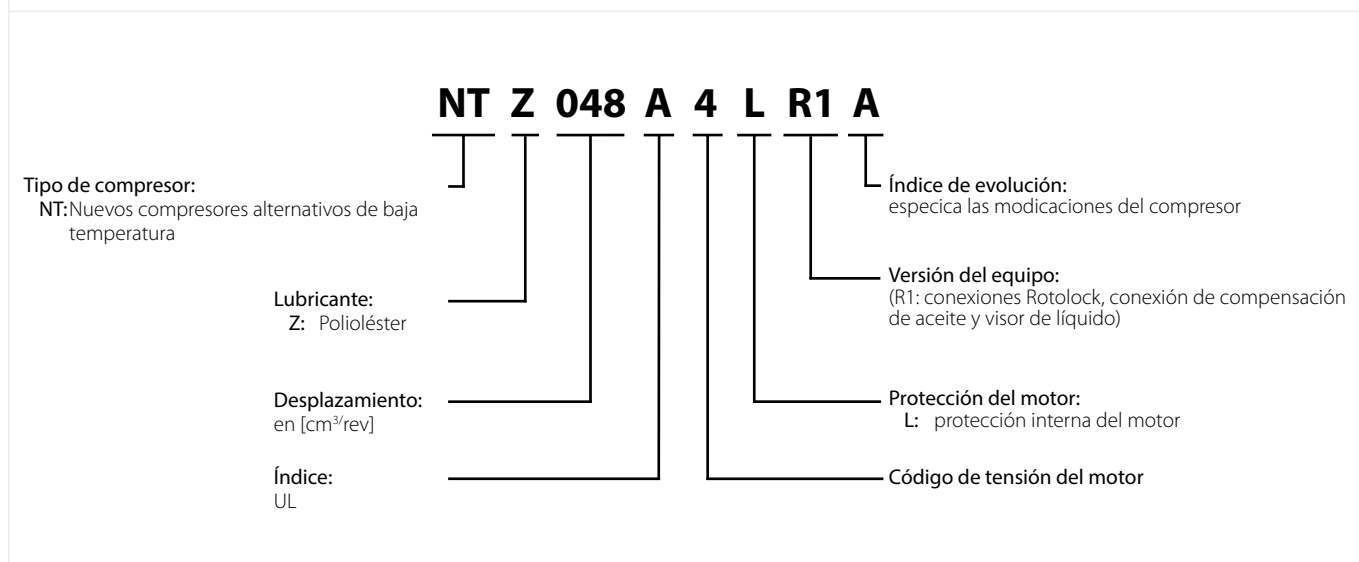 NT Z 048 A 4 L R1 A
Tipo de compresor:
NT: Nuevos compresores alternativos de baja
temperatura
Lubricante:
Z: Polioléster
Desplazamiento:
en [cm³/rev]
Índice:
UL
Índice de evolución:
especica las modicaciones del compresor
Versión del equipo:
(R1: conexiones Rotolock, conexión de compensación
de aceite y visor de líquido)
Protección del motor:
L: protección interna del motor
Código de tensión del motor